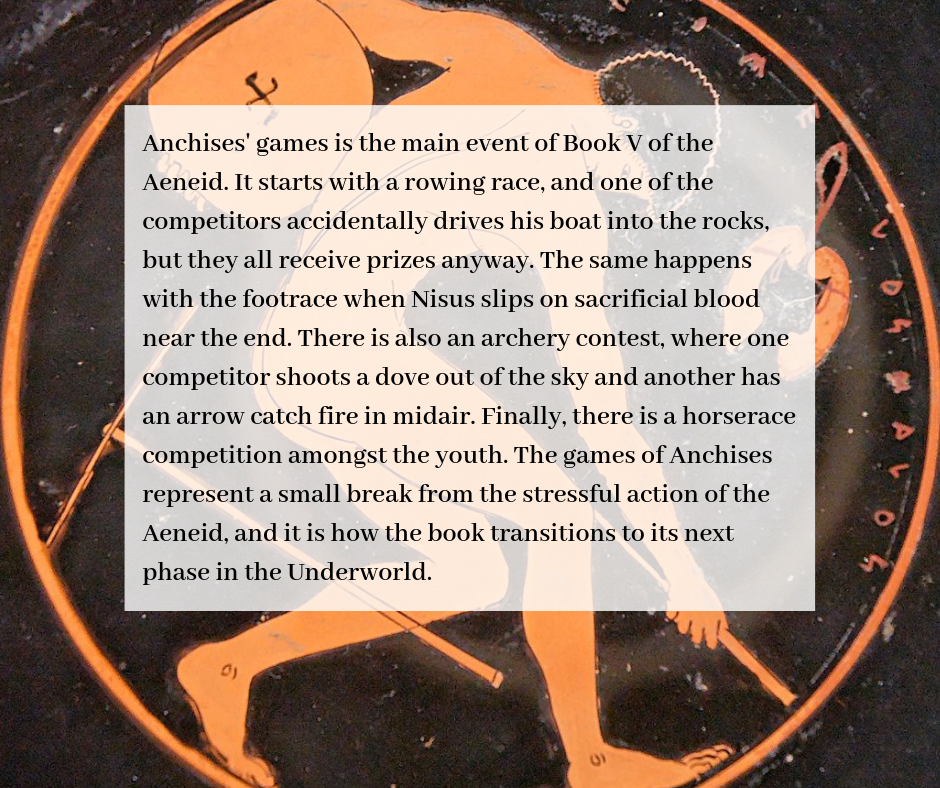 Anchises' games is the main event of Book V of the
Aeneid. It starts with a rowing race, and one of the
competitors accidentally drives his boat into the rocks,
but they all receive prizes anyway. The same happens
with the footrace when Nisus slips on sacrificial blood
near the end. There is also an archery contest, where one
competitor shoots a dove out of the sky and another has
an arrow catch fire in midair. Finally, there is a horserace
competition amongst the youth. The games of Anchises
represent a small break from the stressful action of the
Aeneid, and it is how the book transitions to its next
phase in the Underworld.